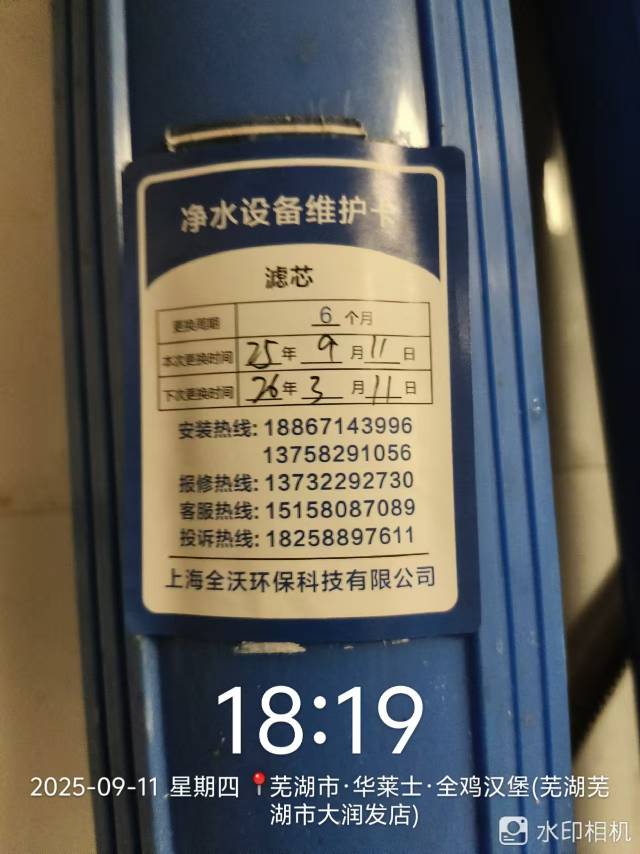 净水设备维护卡
滤芯
更换周期 6 个月
本次更换时间 25 年 9 月 11 日
下次更换时间 26 年 3 月 11 日
安装热线: 18867143996
13758291056
报修热线: 13732292730
客服热线: 15158087089
投诉热线: 18258897611
上海全沃环保科技有限公司
18:19
2025-09-11 星期四 📍芜湖市·华莱士·全鸡汉堡(芜湖芜
湖市大润发店)
水印相机